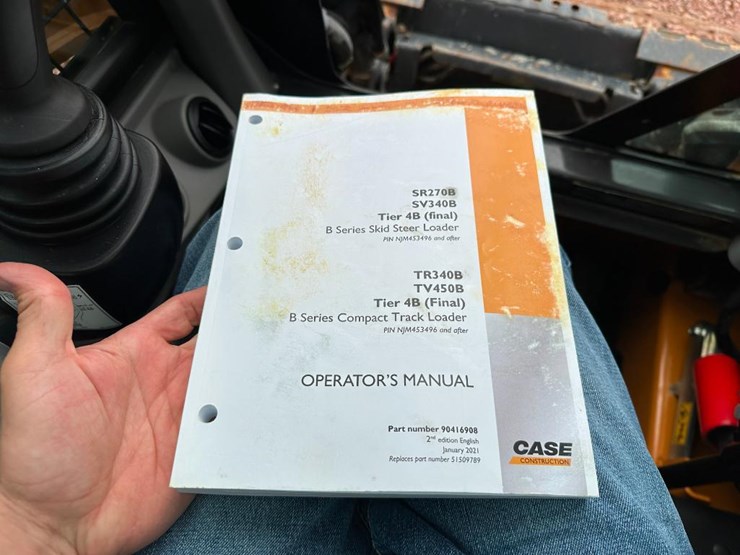 SR270B
SV340B
Tier 4B (final)
B Series Skid Steer Loader
PIN NJM453496 and after
TR340B
TV450B
Tier 4B (Final)
B Series Compact Track Loader
PIN NJM453496 and after
OPERATOR'S MANUAL
Part number 90416908
2nd edition English
January 2021
Replaces part number 51509789
CASE
CONSTRUCTION